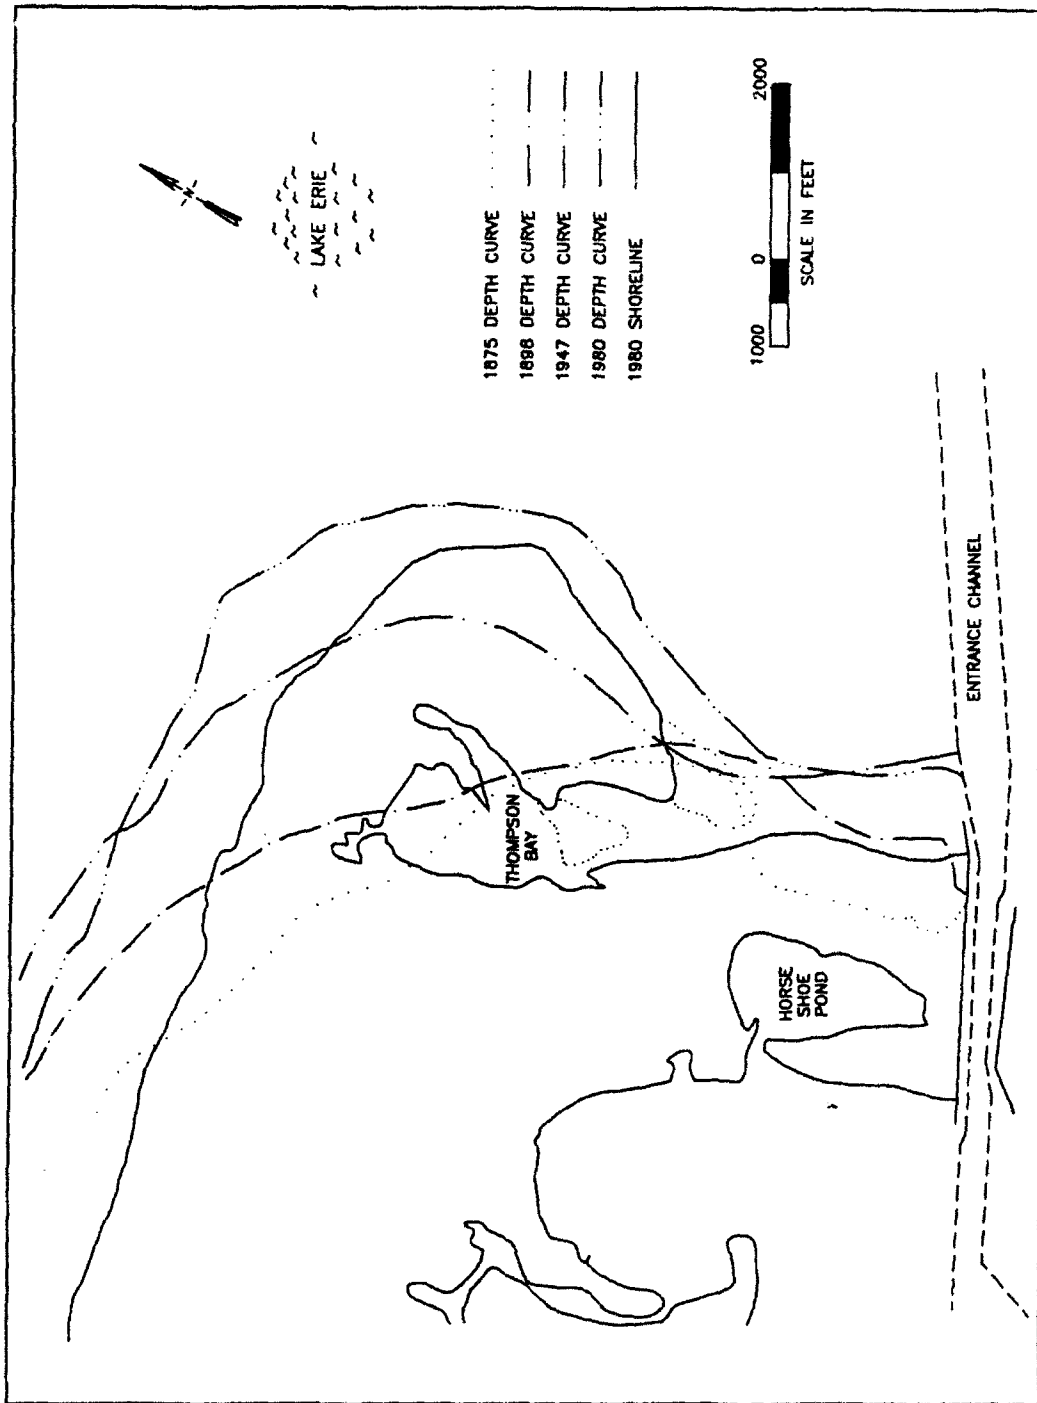 LAKE ERIE
N
1875 DEPTH CURVE
1898 DEPTH CURVE
1947 DEPTH CURVE
1980 DEPTH CURVE
1980 SHORELINE
1000 0 2000
SCALE IN FEET
THOMPSON
BAY
HORSE
SHOE
POND
ENTRANCE CHANNEL